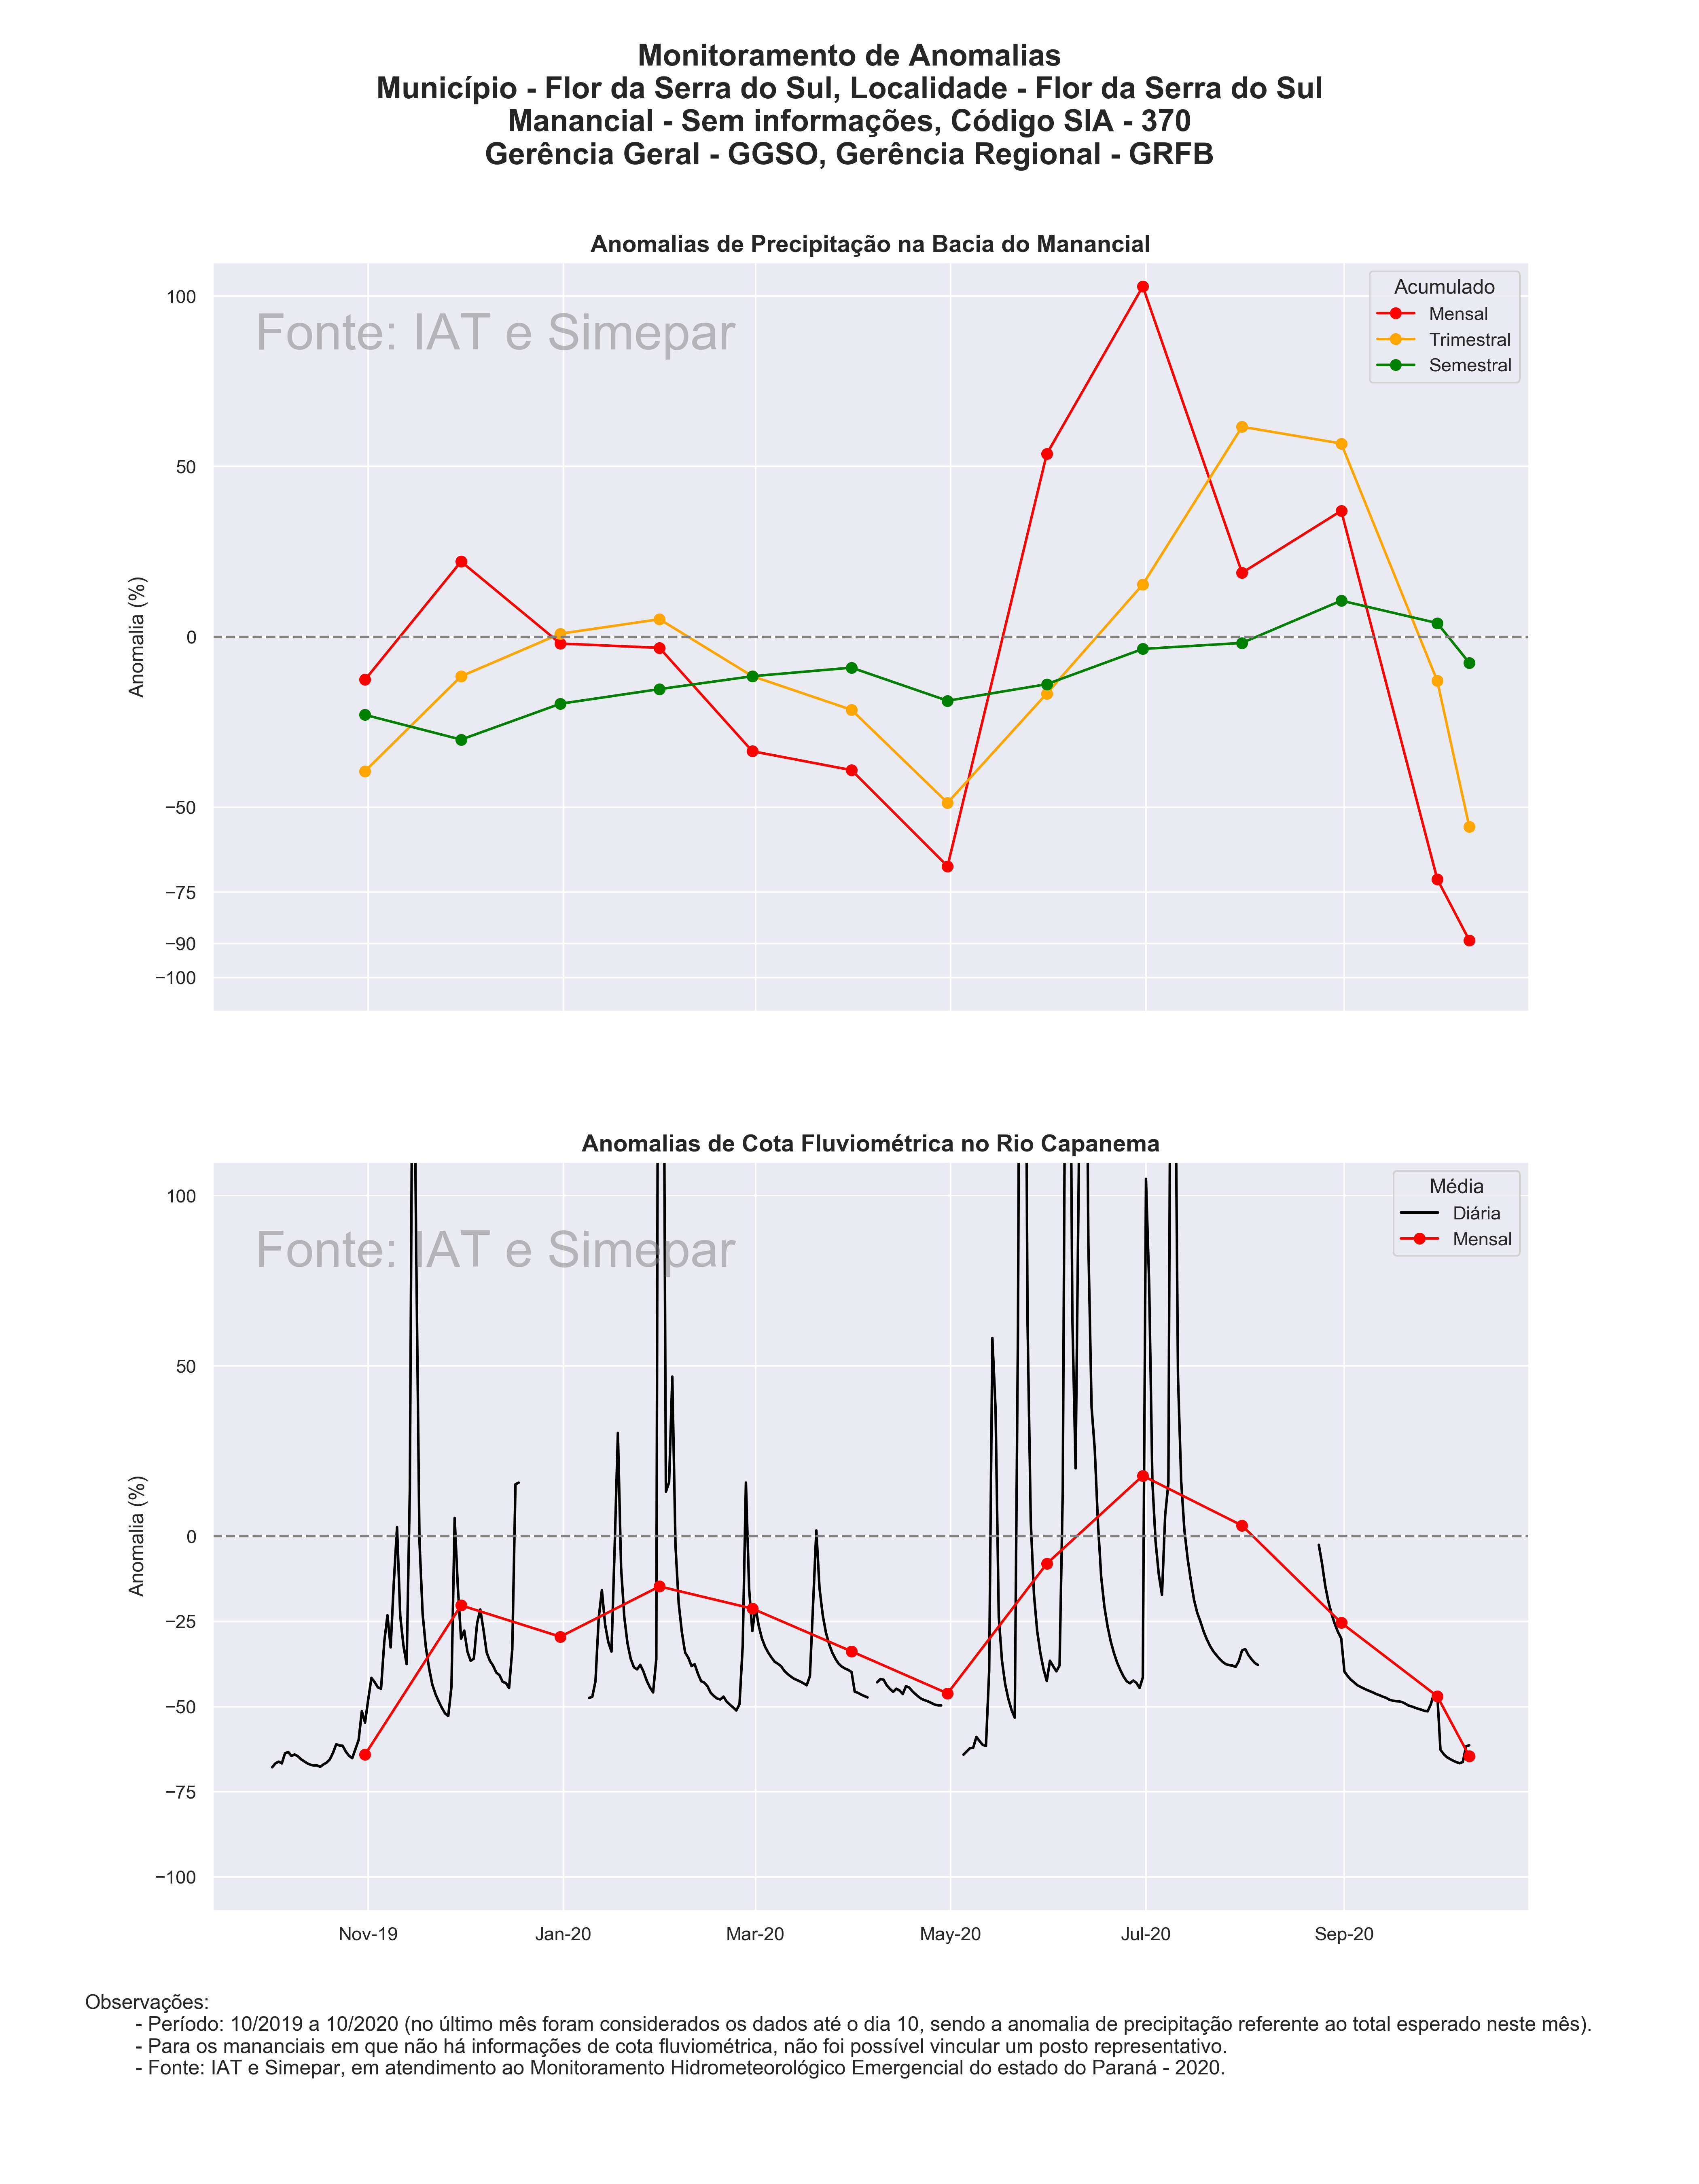 Monitoramento de Anomalias
Município - Flor da Serra do Sul, Localidade - Flor da Serra do Sul
Manancial - Sem informações, Código SIA - 370
Gerência Geral - GGSO, Gerência Regional - GRFB
Anomalias de Precipitação na Bacia do Manancial
Fonte: IAT e Simepar
Acumulado
Mensal
Trimestral
Semestral
Anomalia (%)
100
50
0
−50
−75
−90
−100
Anomalias de Cota Fluviométrica no Rio Capanema
Fonte: IAT e Simepar
Média
Diária
Mensal
Anomalia (%)
100
50
0
−25
−50
−75
−100
Nov-19 Jan-20 Mar-20 May-20 Jul-20 Sep-20
Observações:
- Período: 10/2019 a 10/2020 (no último mês foram considerados os dados até o dia 10, sendo a anomalia de precipitação referente ao total esperado neste mês).
- Para os mananciais em que não há informações de cota fluviométrica, não foi possível vincular um posto representativo.
- Fonte: IAT e Simepar, em atendimento ao Monitoramento Hidrometeorológico Emergencial do estado do Paraná - 2020.